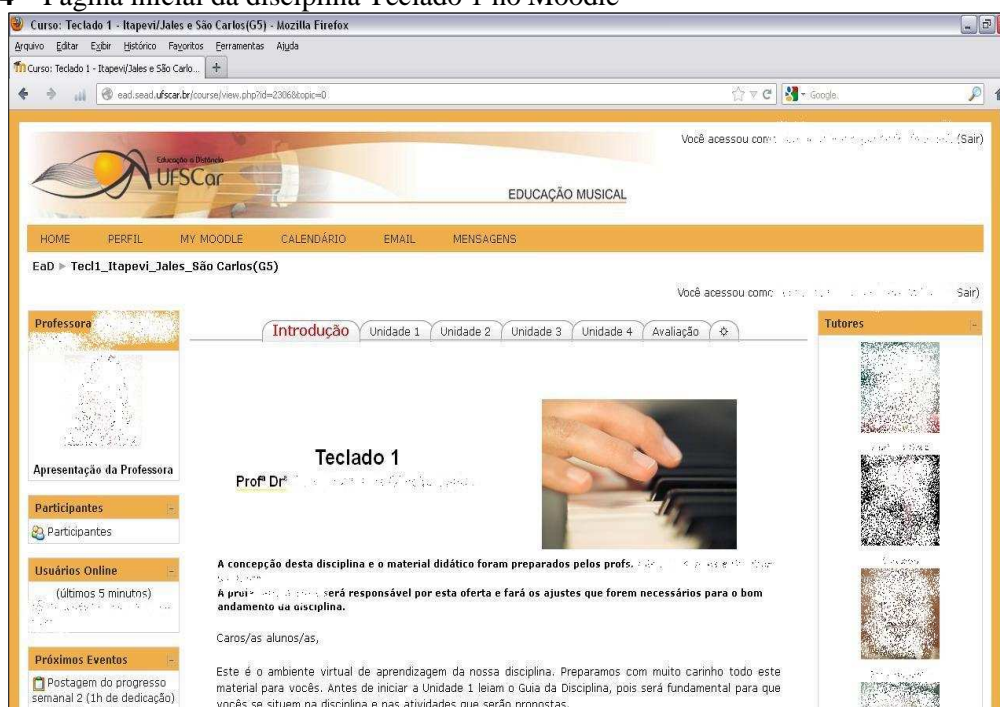 Página inicial da disciplina Teclado 1 no Moodle
Curso: Teclado 1 - Itapevi/Jales e São Carlos(G5) - Mozilla Firefox
Arquivo Editar Exibir Histórico Favoritos Ferramentas Ajuda
Curso: Teclado 1 - Itapevi/Jales e São Carlo... +
ead.sead.ufscar.br/course/view.php?id=2306&topic=0
Google
Você acessou como (Sair)
Educação a Distância
UFSCar
EDUCAÇÃO MUSICAL
HOME PERFIL MY MOODLE CALENDÁRIO EMAIL MENSAGENS
EaD ► Tecl1_Itapevi_Jales_São Carlos(G5)
Você acessou como Sair)
Professora
Introdução Unidade 1 Unidade 2 Unidade 3 Unidade 4 Avaliação
Tutores
Apresentação da Professora
Teclado 1
Profª Drª
Participantes
Participantes
Usuários Online
(últimos 5 minutos)
A concepção desta disciplina e o material didático foram preparados pelos profs.
A prof será responsável por esta oferta e fará os ajustes que forem necessários para o bom
andamento da disciplina.
Caros/as alunos/as,
Próximos Eventos
Postagem do progresso
semanal 2 (1h de dedicação)
Este é o ambiente virtual de aprendizagem da nossa disciplina. Preparamos com muito carinho todo este
material para vocês. Antes de iniciar a Unidade 1 leiam o Guia da Disciplina, pois será fundamental para que
vocês se situem na disciplina e nas atividades que serão propostas.